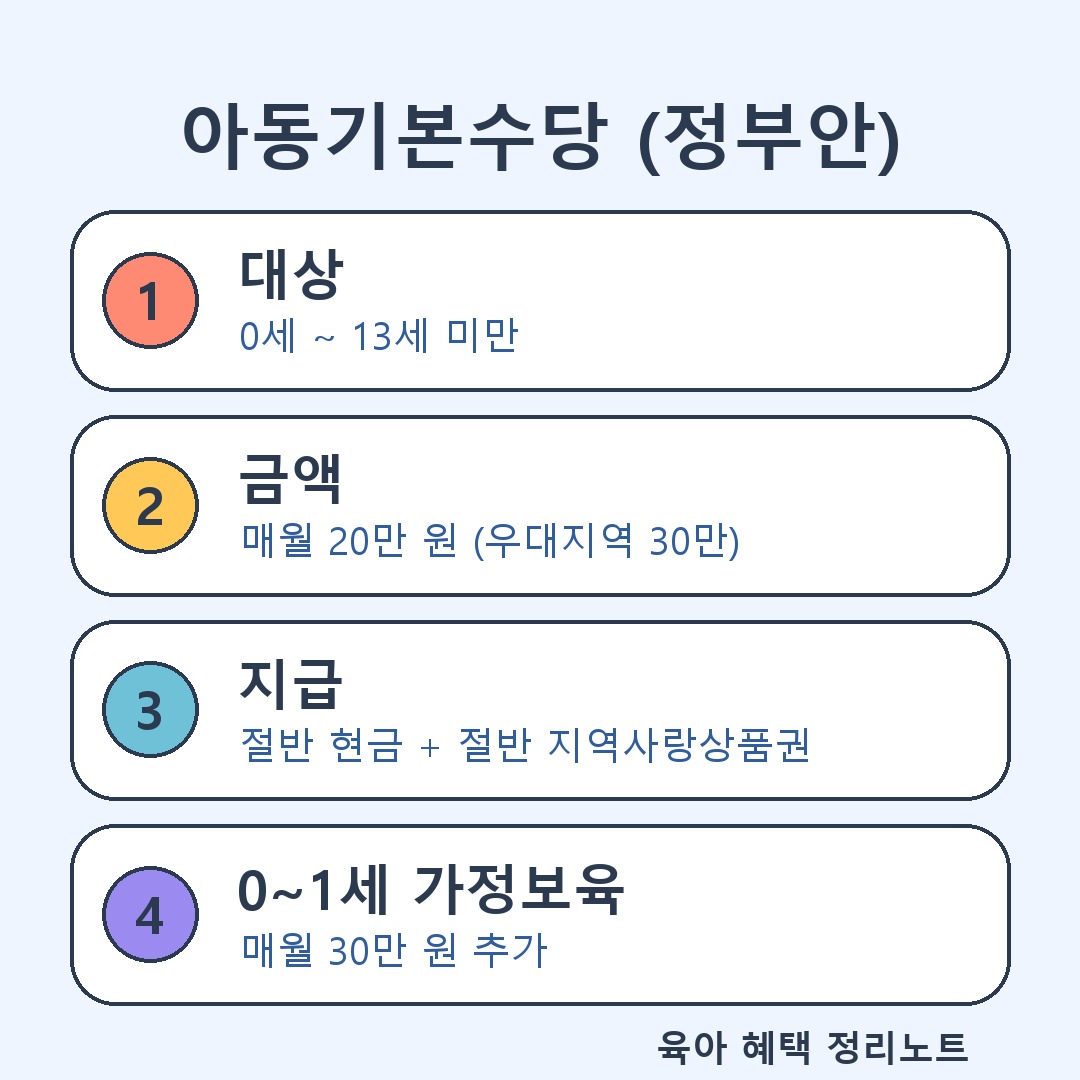 아동기본수당 (정부안)
1
대상
0세 ~ 13세 미만
2
금액
매월 20만 원 (우대지역 30만)
3
지급
절반 현금 + 절반 지역사랑상품권
4
0~1세 가정보육
매월 30만 원 추가
육아 혜택 정리노트